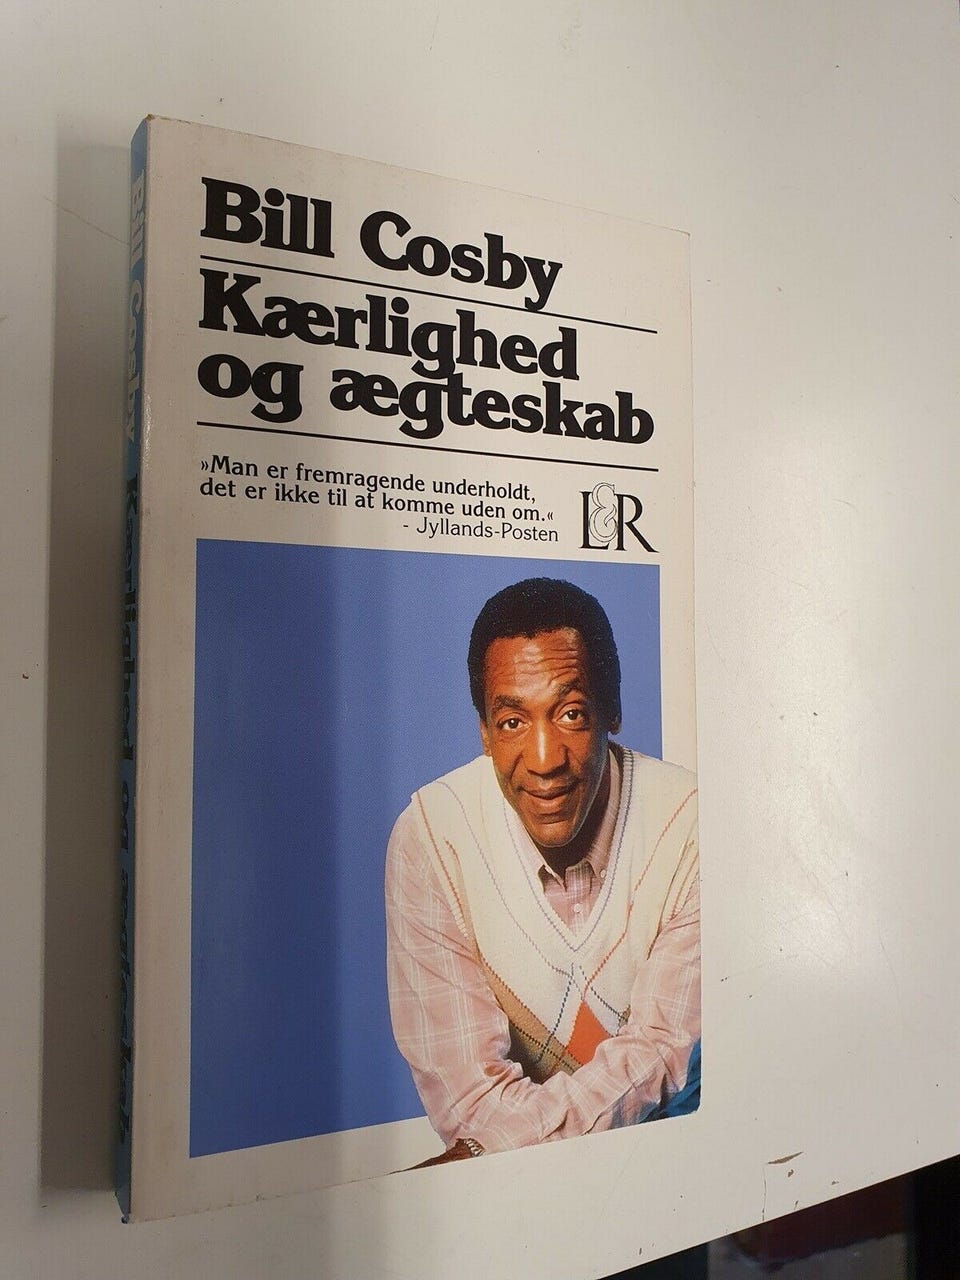 Bill Cosby
Kærlighed
og ægteskab
»Man er fremragende underholdt,
det er ikke til at komme uden om.«
- Jyllands-Posten
L&R
Bill Cosby Kærlighed og ægteskab